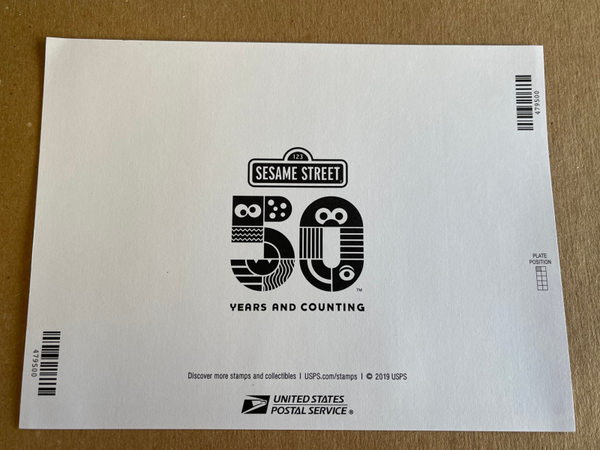 479500
123
SESAME STREET
50
™
YEARS AND COUNTING
PLATE
POSITION
479500
Discover more stamps and collectibles | USPS.com/stamps | © 2019 USPS
UNITED STATES
POSTAL SERVICE ®